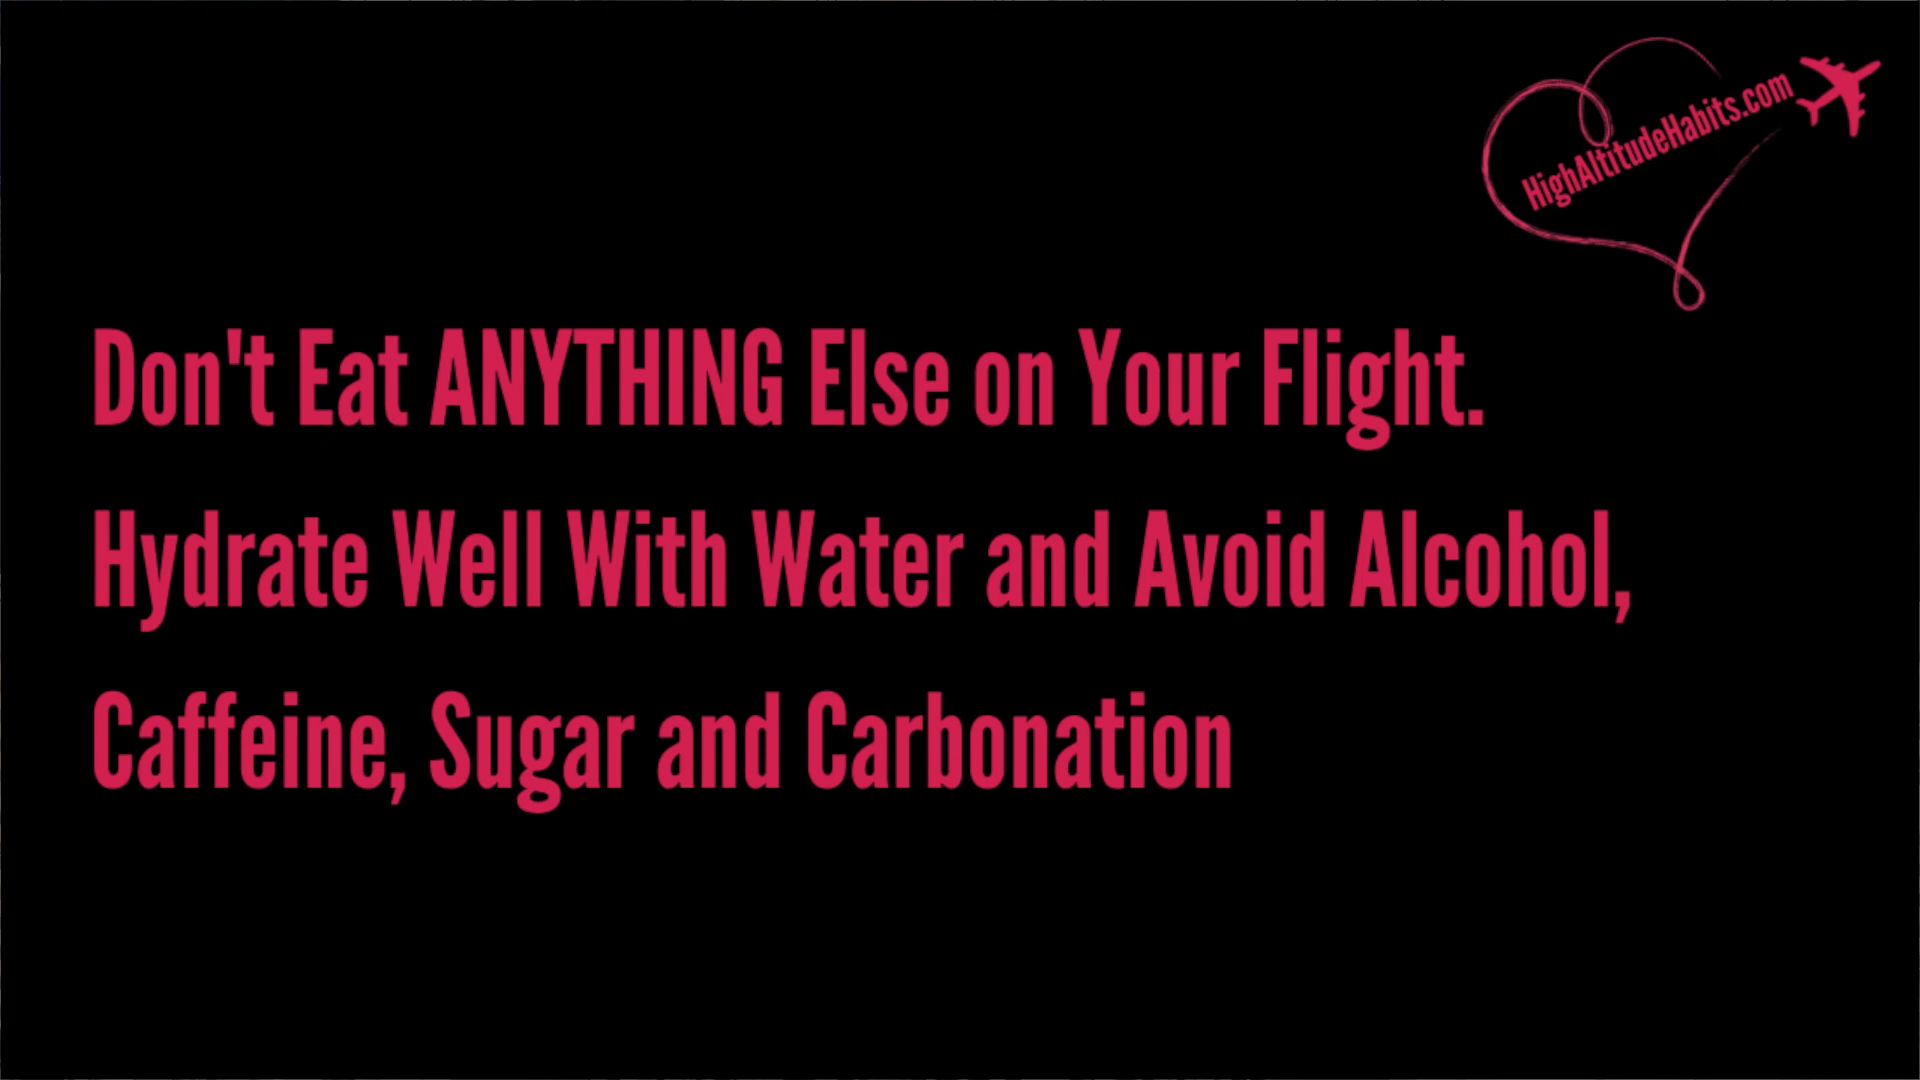 HighAltitudeHabits.com
Don't Eat ANYTHING Else on Your Flight.
Hydrate Well With Water and Avoid Alcohol,
Caffeine, Sugar and Carbonation